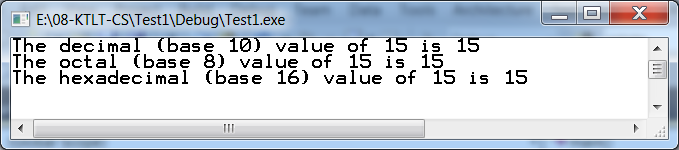 E:\08-KTLT-CS\Test1\Debug\Test1.exe
The decimal (base 10) value of 15 is 15
The octal (base 8) value of 15 is 15
The hexadecimal (base 16) value of 15 is 15